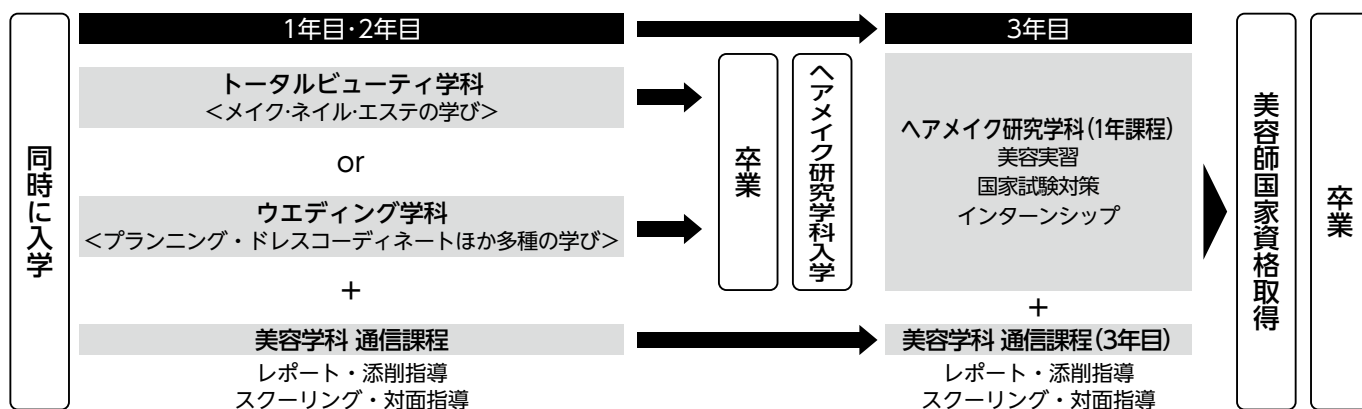 同時に入学
1年目・2年目
トータルビューティ学科
<メイク・ネイル・エステの学び>
or
ウエディング学科
<プランニング・ドレスコーディネートほか多種の学び>
+
美容学科 通信課程
レポート・添削指導
スクーリング・対面指導
卒業
ヘアメイク研究学科入学
3年目
ヘアメイク研究学科(1年課程)
美容実習
国家試験対策
インターンシップ
+
美容学科 通信課程(3年目)
レポート・添削指導
スクーリング・対面指導
美容師国家資格取得
卒業